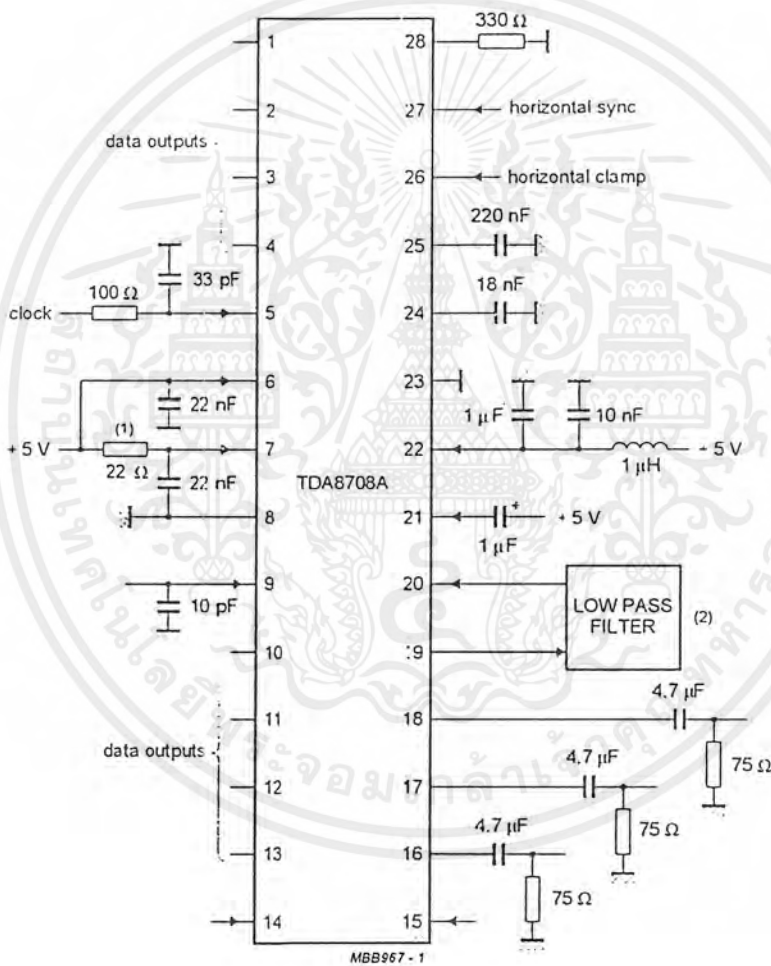 330 Ω
1 28
2 27 horizontal sync
data outputs
3 26 horizontal clamp
220 nF
4 25
33 pF
18 nF
100 Ω
clock 5 24
6 23
22 nF 1 μF 10 nF
+ 5 V (1) 7 22 + 5 V
22 Ω 1 μH
22 nF TDA8708A
8 21 + + 5 V
1 μF
9 20
10 pF LOW PASS FILTER (2)
10 19
4.7 μF
11 18
data outputs 75 Ω
4.7 μF
12 17
4.7 μF 75 Ω
13 16
75 Ω
14 15
MBB967 - 1